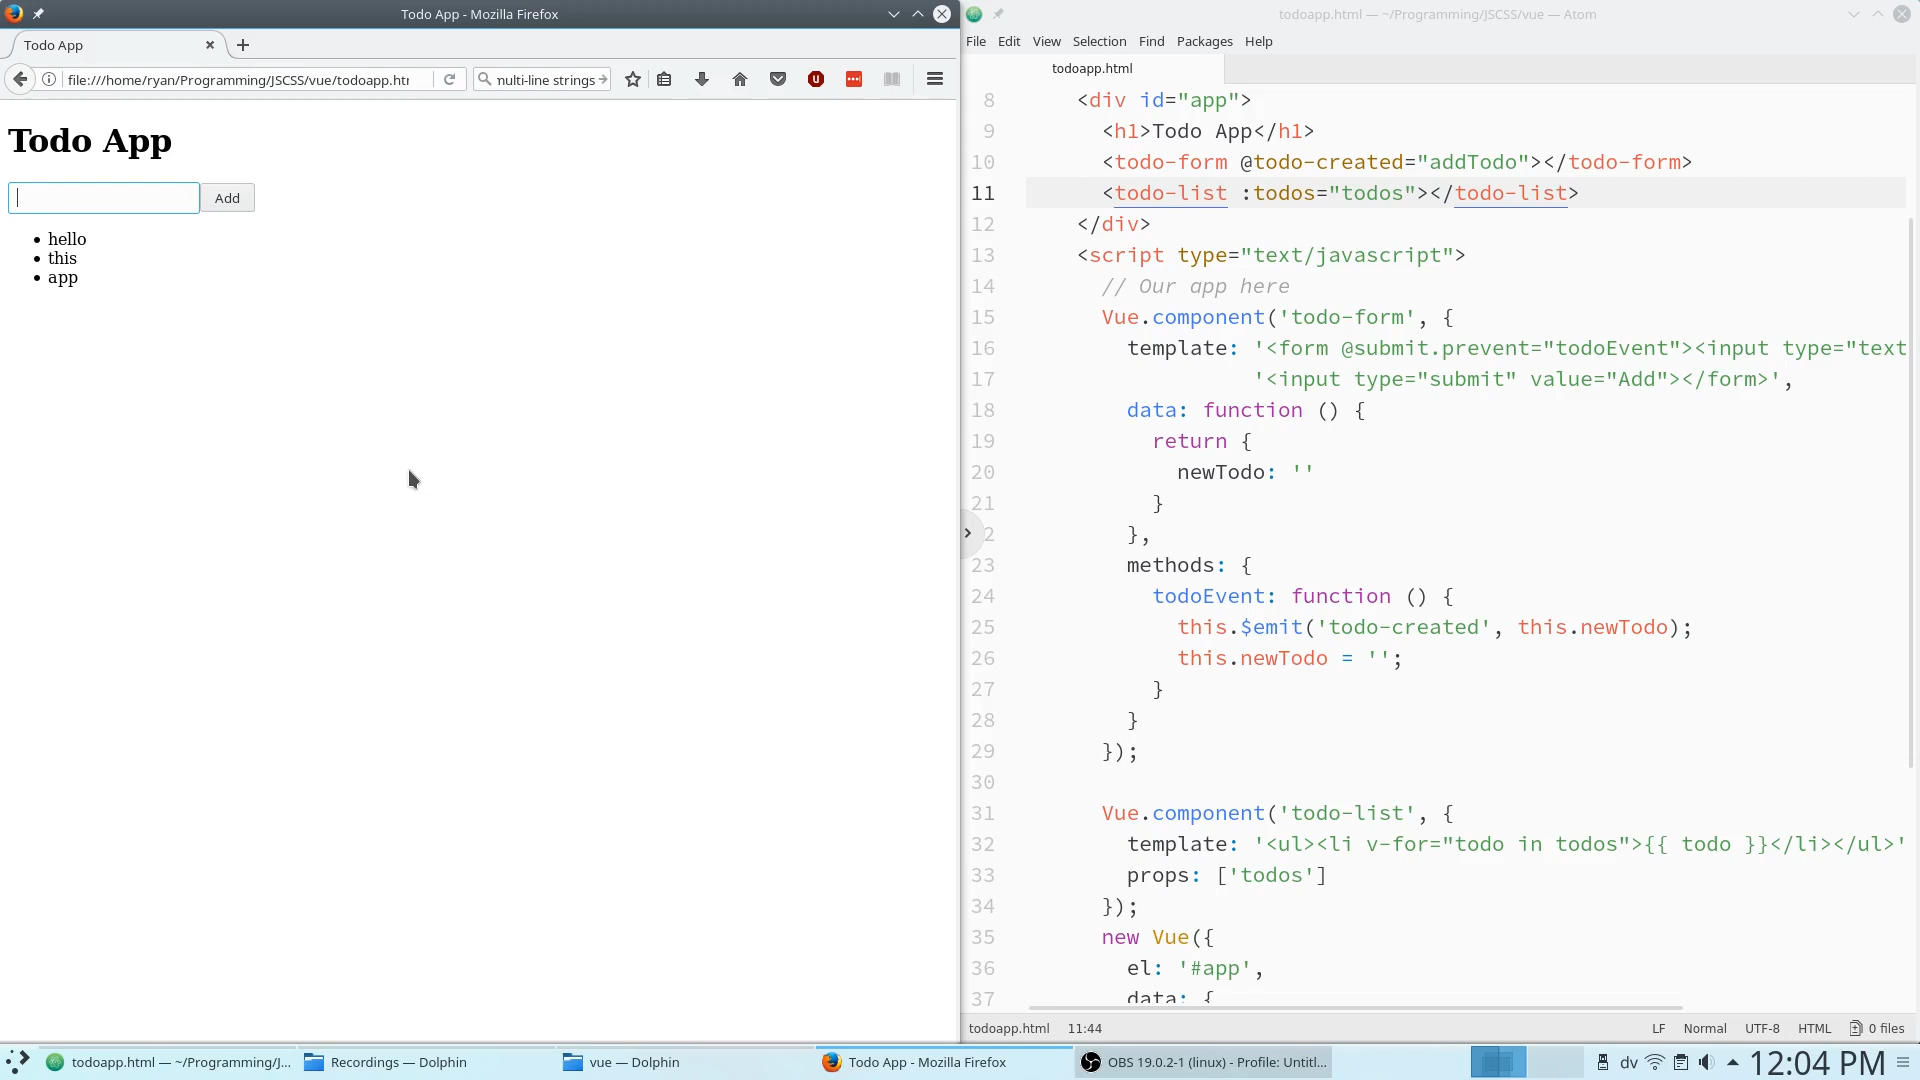 Todo App - Mozilla Firefox
Todo App
file:///home/ryan/Programming/JSCSS/vue/todoapp.htm
multi-line strings
Todo App
Add
hello
this
app
todoapp.html — ~/Programming/JSCSS/vue — Atom
File Edit View Selection Find Packages Help
todoapp.html
8 <div id="app">
9 <h1>Todo App</h1>
10 <todo-form @todo-created="addTodo"></todo-form>
11 <todo-list :todos="todos"></todo-list>
12 </div>
13 <script type="text/javascript">
14 // Our app here
15 Vue.component('todo-form', {
16 template: '<form @submit.prevent="todoEvent"><input type="text
17 '<input type="submit" value="Add"></form>',
18 data: function () {
19 return {
20 newTodo: ''
21 }
2 },
23 methods: {
24 todoEvent: function () {
25 this.$emit('todo-created', this.newTodo);
26 this.newTodo = '';
27 }
28 }
29 });
30
31 Vue.component('todo-list', {
32 template: '<ul><li v-for="todo in todos">{{ todo }}</li></ul>'
33 props: ['todos']
34 });
35 new Vue({
36 el: '#app',
37 data: {
todoapp.html 11:44 LF Normal UTF-8 HTML 0 files
todoapp.html — ~/Programming/J... Recordings — Dolphin vue — Dolphin Todo App - Mozilla Firefox OBS 19.0.2-1 (linux) - Profile: Untitl... dv 12:04 PM